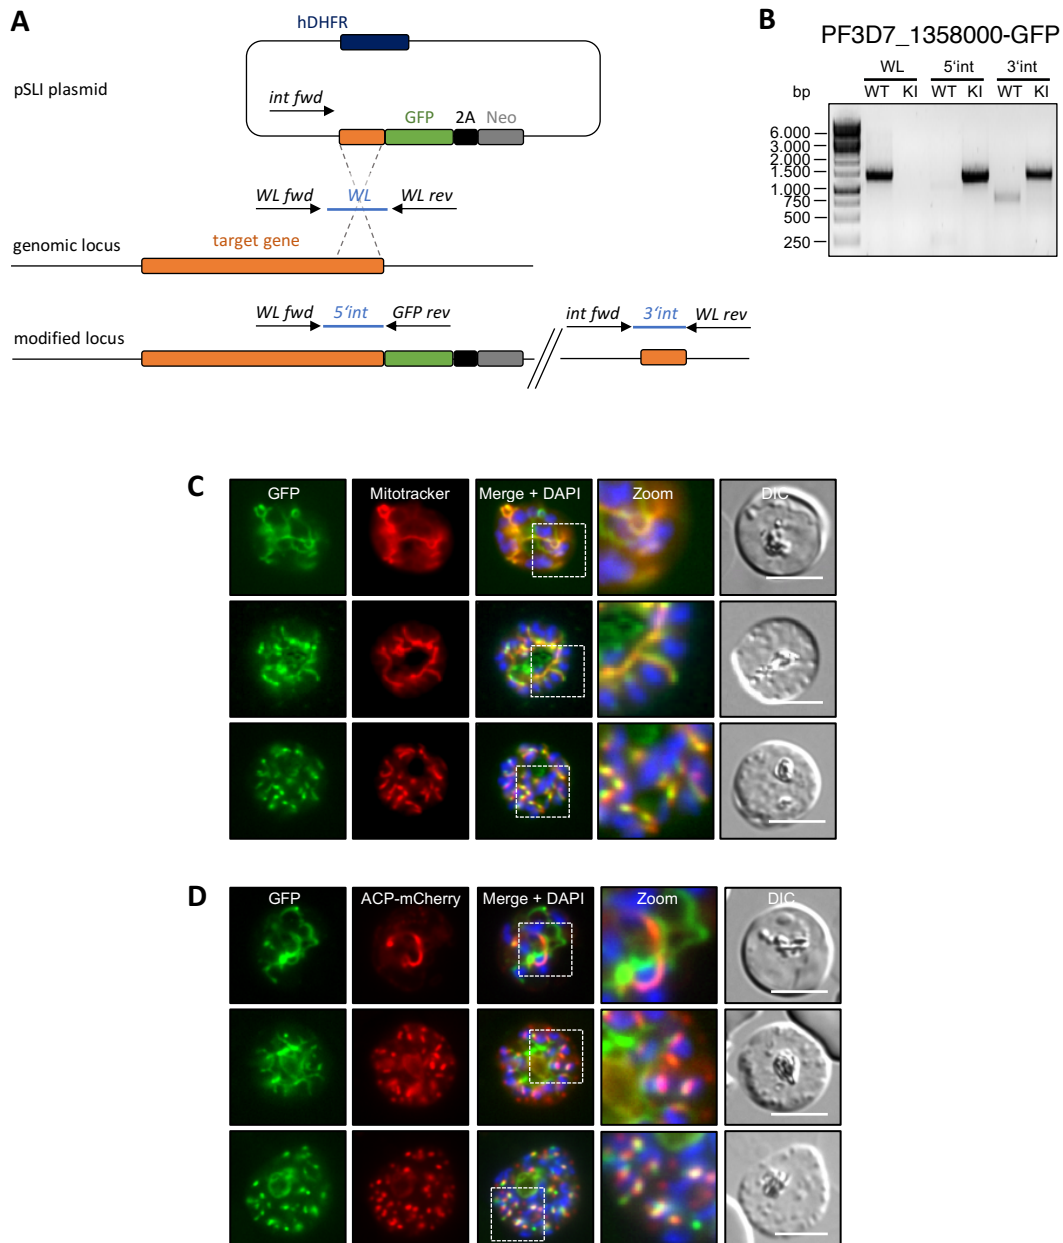 A
hDHFR
pSLI plasmid
int fwd
GFP 2A Neo
WL fwd WL WL rev
genomic locus target gene
WL fwd 5‘int GFP rev
int fwd 3‘int WL rev
modified locus
B
PF3D7_1358000-GFP
WL 5‘int 3‘int
bp WT KI WT KI WT KI
6.000
3.000
2.000
1.500
1.000
750
500
250
C
GFP Mitotracker Merge + DAPI Zoom DIC
D
GFP ACP-mCherry Merge + DAPI Zoom DIC